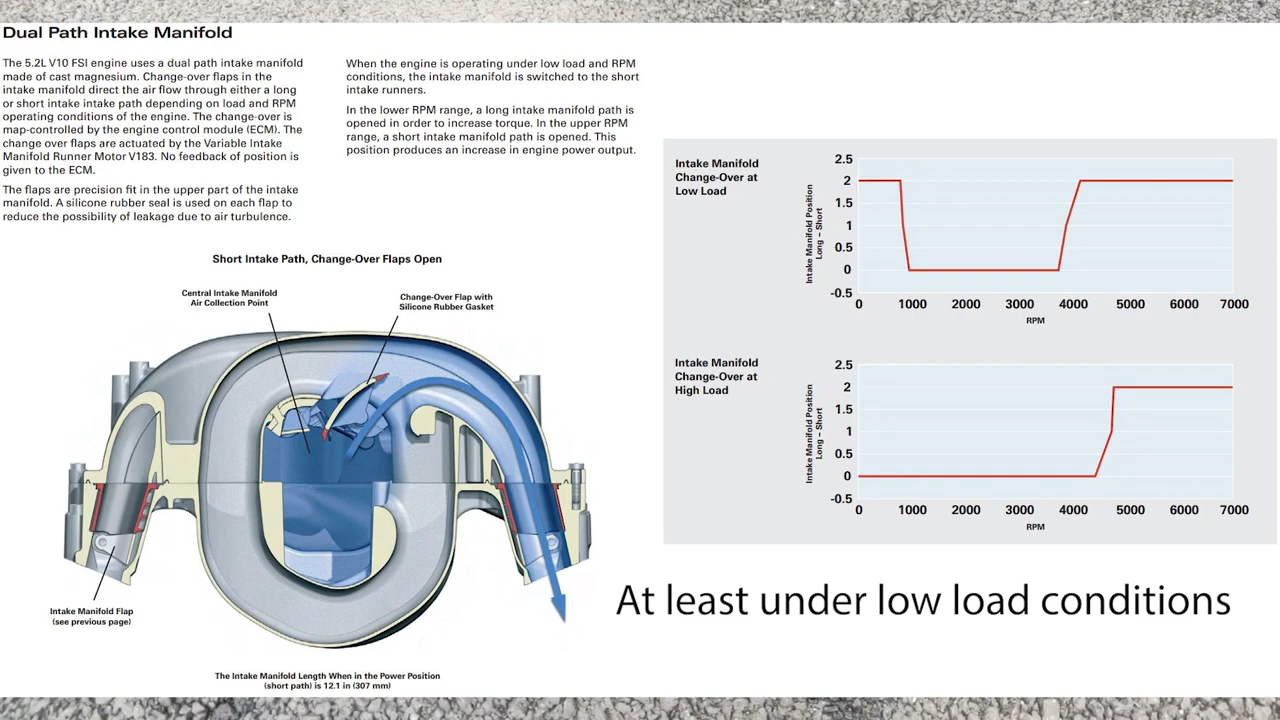 Dual Path Intake Manifold
The 5.2L V10 FSI engine uses a dual path intake manifold
made of cast magnesium. Change-over flaps in the
intake manifold direct the air flow through either a long
or short intake intake path depending on load and RPM
operating conditions of the engine. The change-over is
map-controlled by the engine control module (ECM). The
change over flaps are actuated by the Variable Intake
Manifold Runner Motor V183. No feedback of position is
given to the ECM.
The flaps are precision fit in the upper part of the intake
manifold. A silicone rubber seal is used on each flap to
reduce the possibility of leakage due to air turbulence.
When the engine is operating under low load and RPM
conditions, the intake manifold is switched to the short
intake runners.
In the lower RPM range, a long intake manifold path is
opened in order to increase torque. In the upper RPM
range, a short intake manifold path is opened. This
position produces an increase in engine power output.
Short Intake Path, Change-Over Flaps Open
Central Intake Manifold
Air Collection Point
Change-Over Flap with
Silicone Rubber Gasket
Intake Manifold Flap
(see previous page)
The Intake Manifold Length When in the Power Position
(short path) is 12.1 in (307 mm)
Intake Manifold
Change-Over at
Low Load
Intake Manifold Position
Long – Short
2.5
2
1.5
1
0.5
0
-0.5
0 1000 2000 3000 4000 5000 6000 7000
RPM
Intake Manifold
Change-Over at
High Load
Intake Manifold Position
Long – Short
2.5
2
1.5
1
0.5
0
-0.5
0 1000 2000 3000 4000 5000 6000 7000
RPM
At least under low load conditions